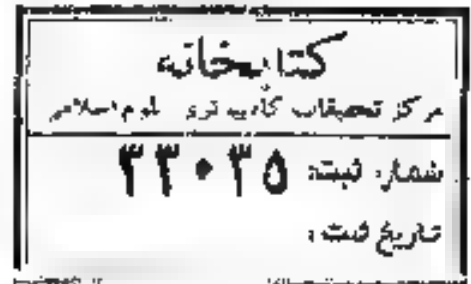 کتابخانه
مرکز تحقیقات کامپیوتری علوم اسلامی
شماره ثبت: ۳۳۰۳۵
تاریخ ثبت: